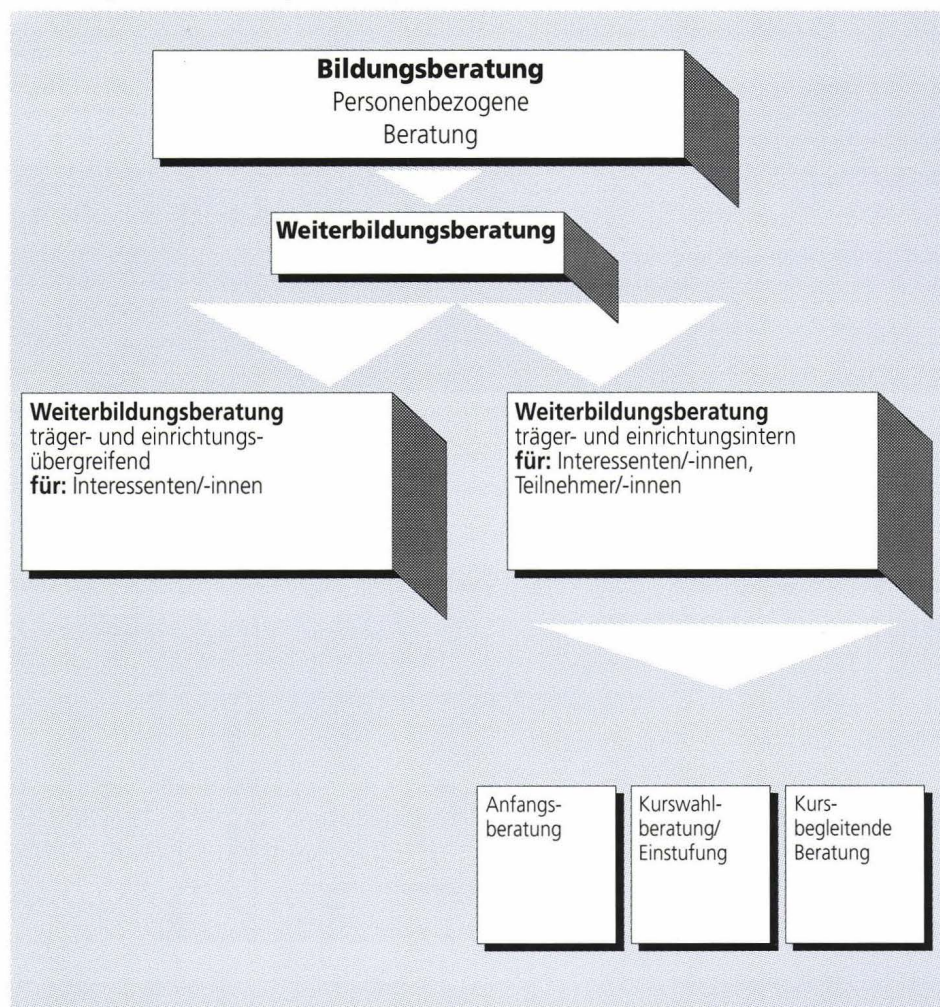 Bildungsberatung
Personenbezogene
Beratung
Weiterbildungsberatung
Weiterbildungsberatung
träger- und einrichtungs-
übergreifend
für: Interessenten/-innen
Weiterbildungsberatung
träger- und einrichtungsintern
für: Interessenten/-innen,
Teilnehmer/-innen
Anfangs-
beratung
Kurswahl-
beratung/
Einstufung
Kurs-
begleitende
Beratung